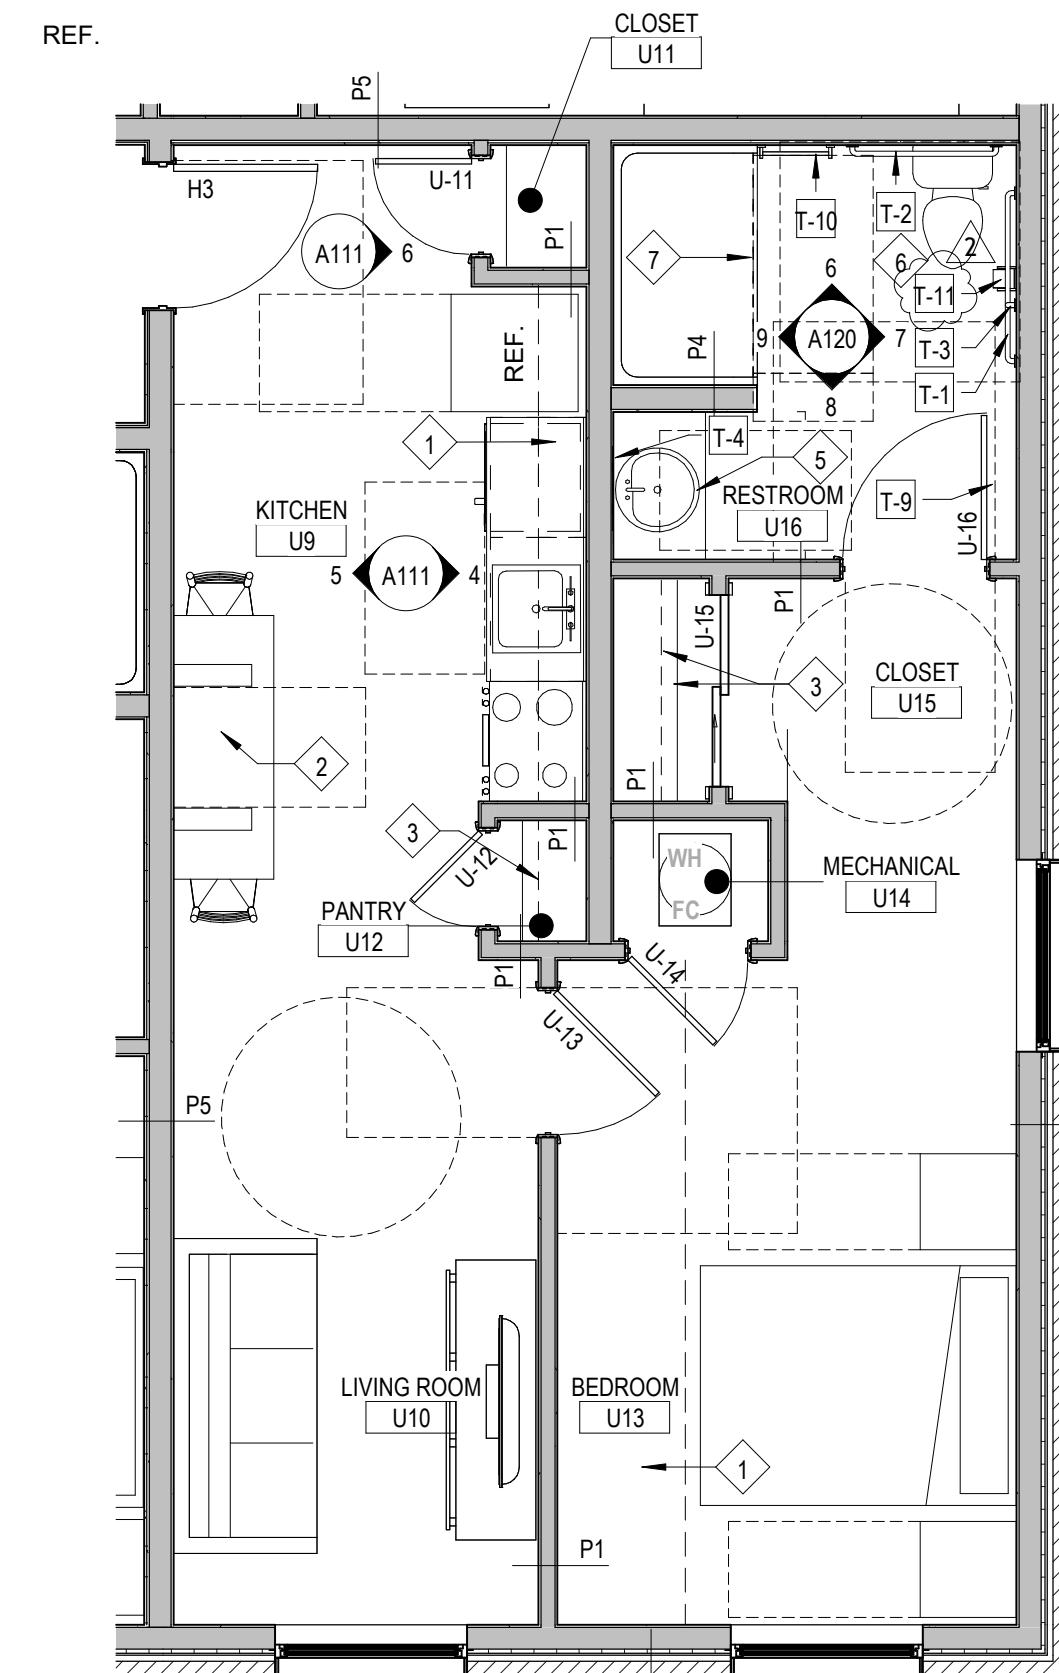 REF.
CLOSET
U11
P5
H3
U-11
A111
6
P1
REF.
T-10
T-2
7
6
2
6
T-11
9
A120
7
T-3
T-1
8
P4
1
T-4
5
RESTROOM
U16
T-9
U-16
KITCHEN
U9
5
A111
4
P1
U-15
3
CLOSET
U15
2
P1
3
P1
U-12
WH
FC
MECHANICAL
U14
PANTRY
U12
P1
U-14
U-13
P5
LIVING ROOM
U10
BEDROOM
U13
1
P1